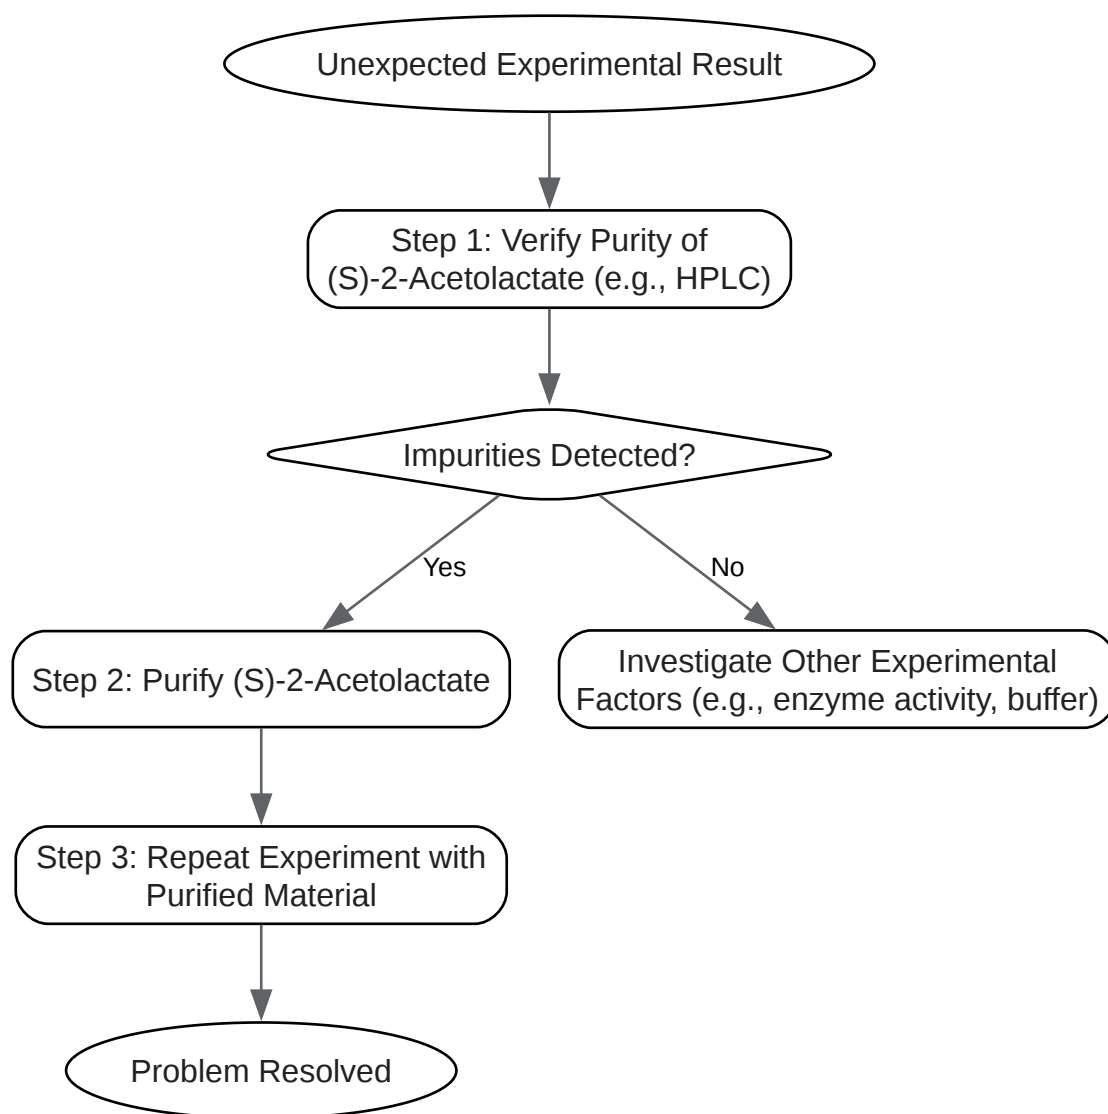 Unexpected Experimental Result
Step 1: Verify Purity of
(S)-2-Acetolactate (e.g., HPLC)
Impurities Detected?
Yes
No
Step 2: Purify (S)-2-Acetolactate
Investigate Other Experimental
Factors (e.g., enzyme activity, buffer)
Step 3: Repeat Experiment with
Purified Material
Problem Resolved